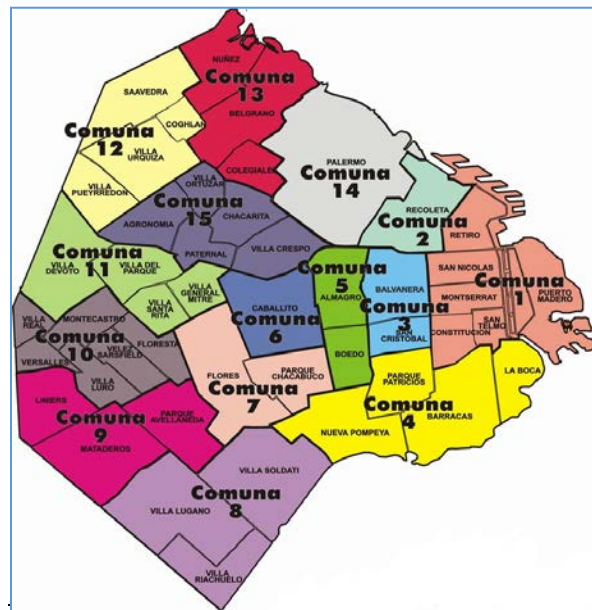 NUÑEZ
Comuna
13
SAAVEDRA
BELGRANO
COGHLAN
Comuna
12
VILLA
URQUIZA
PALERMO
Comuna
14
COLEGIALES
VILLA
PUEYRREDON
VILLA
ORTUZAR
Comuna
15
CHACARITA
AGRONOMIA
RECOLETA
Comuna
2
RETIRO
PATERNAL
VILLA CRESPO
Comuna
11
VILLA
DEVOTO
VILLA DEL
PARQUE
VILLA
GENERAL
MITRE
VILLA
SANTA
RITA
Comuna
5
ALMAGRO
BALVANERA
SAN NICOLAS
Comuna
1
PUERTO
MADERO
MONTSERRAT
CABALLITO
Comuna
6
Comuna
3
SAN
CRISTOBAL
SAN
TELMO
CONSTITUCION
VILLA
REAL
MONTECASTRO
Comuna
10
VELEZ
SARSFIELD
FLORESTA
VERSALLES
VILLA
LURO
BOEDO
FLORES
PARQUE
CHACABUCO
Comuna
7
PARQUE
PATRICIOS
Comuna
4
LA BOCA
BARRACAS
LINIERS
Comuna
9
PARQUE
AVELLANEDA
MATADEROS
NUEVA POMPEYA
VILLA SOLDATI
Comuna
8
VILLA LUGANO
VILLA
RIACHUELO